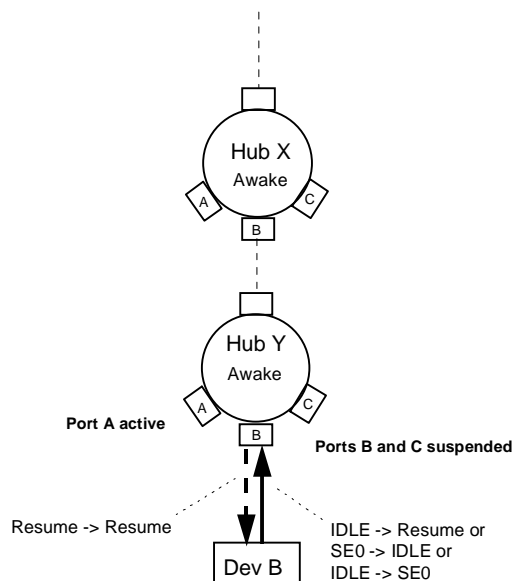 Hub X
Awake
A
C
B
Hub Y
Awake
A
C
B
Port A active
Ports B and C suspended
Resume -> Resume
IDLE -> Resume or
SE0 -> IDLE or
IDLE -> SE0
Dev B